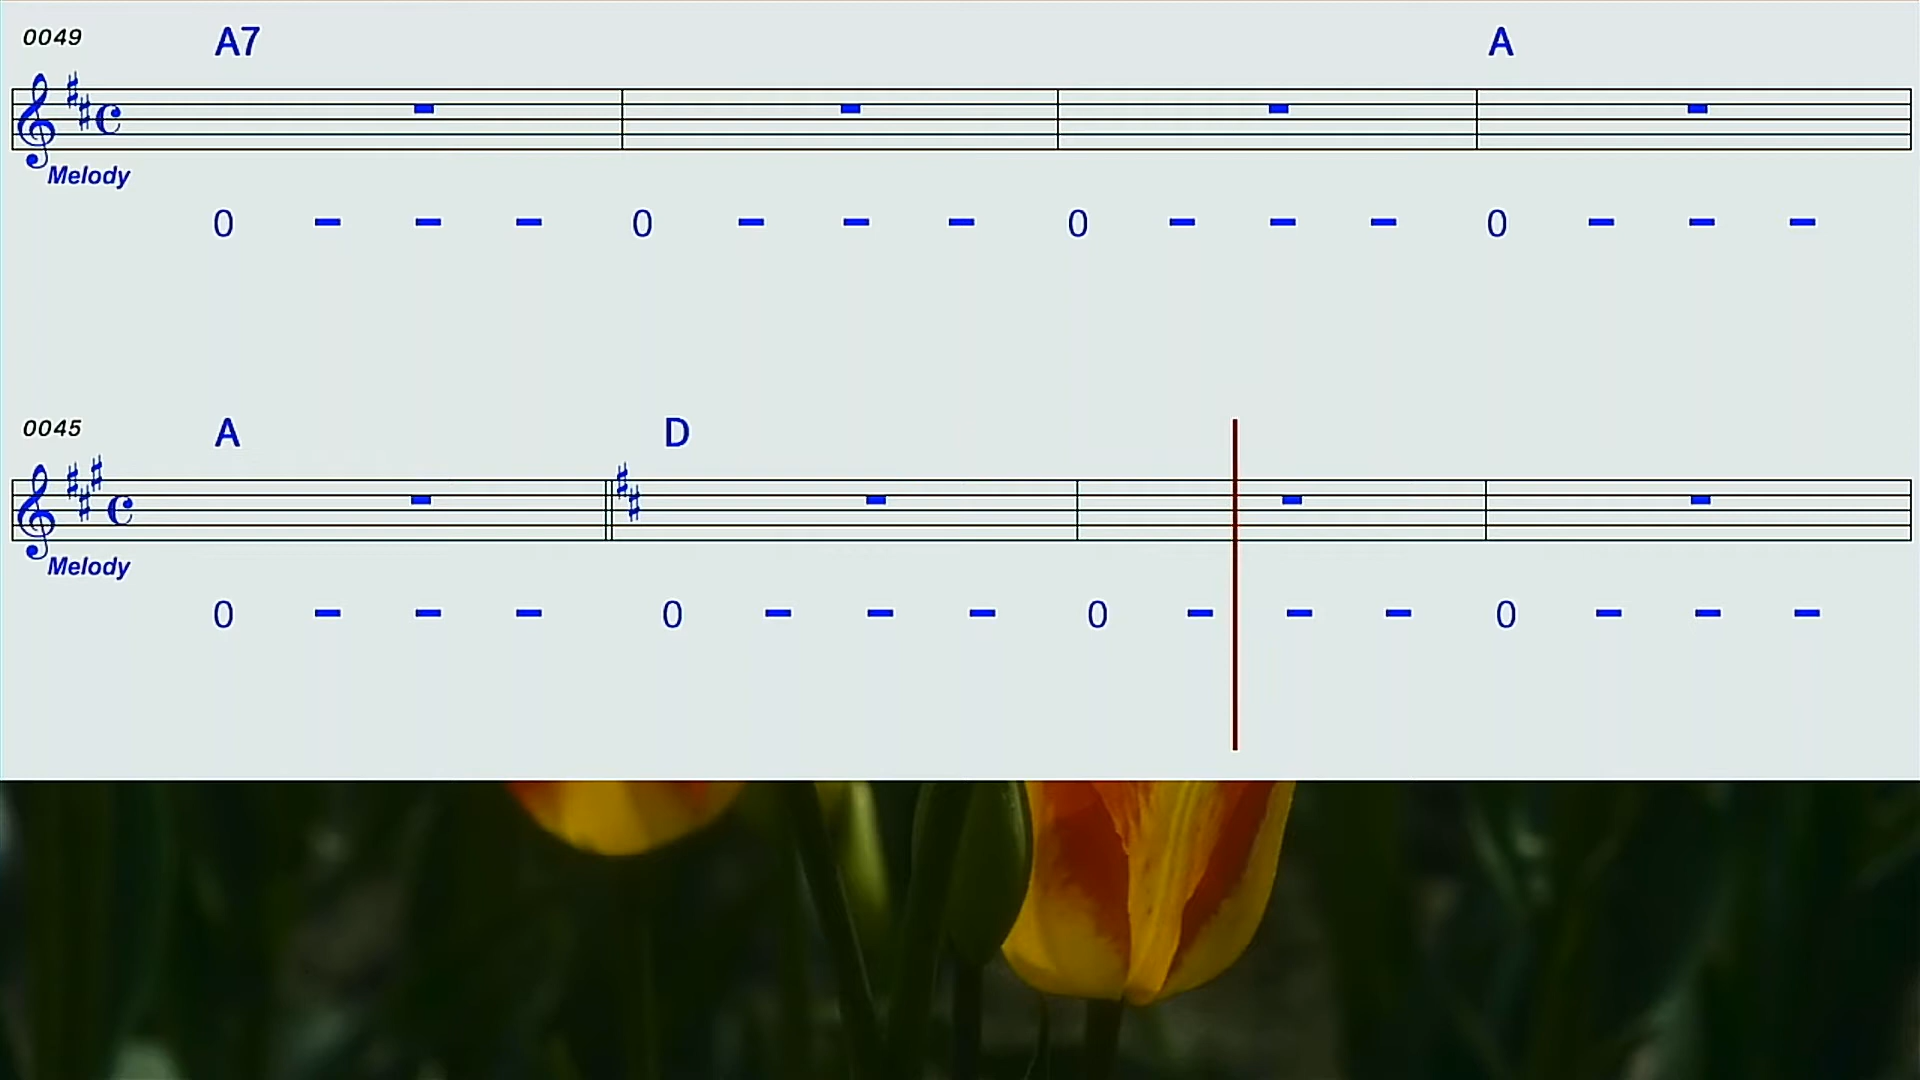 0049 A7 A
Melody
0 - - - 0 - - - 0 - - - 0 - - -
0045 A D
Melody
0 - - - 0 - - - 0 - - - 0 - - -